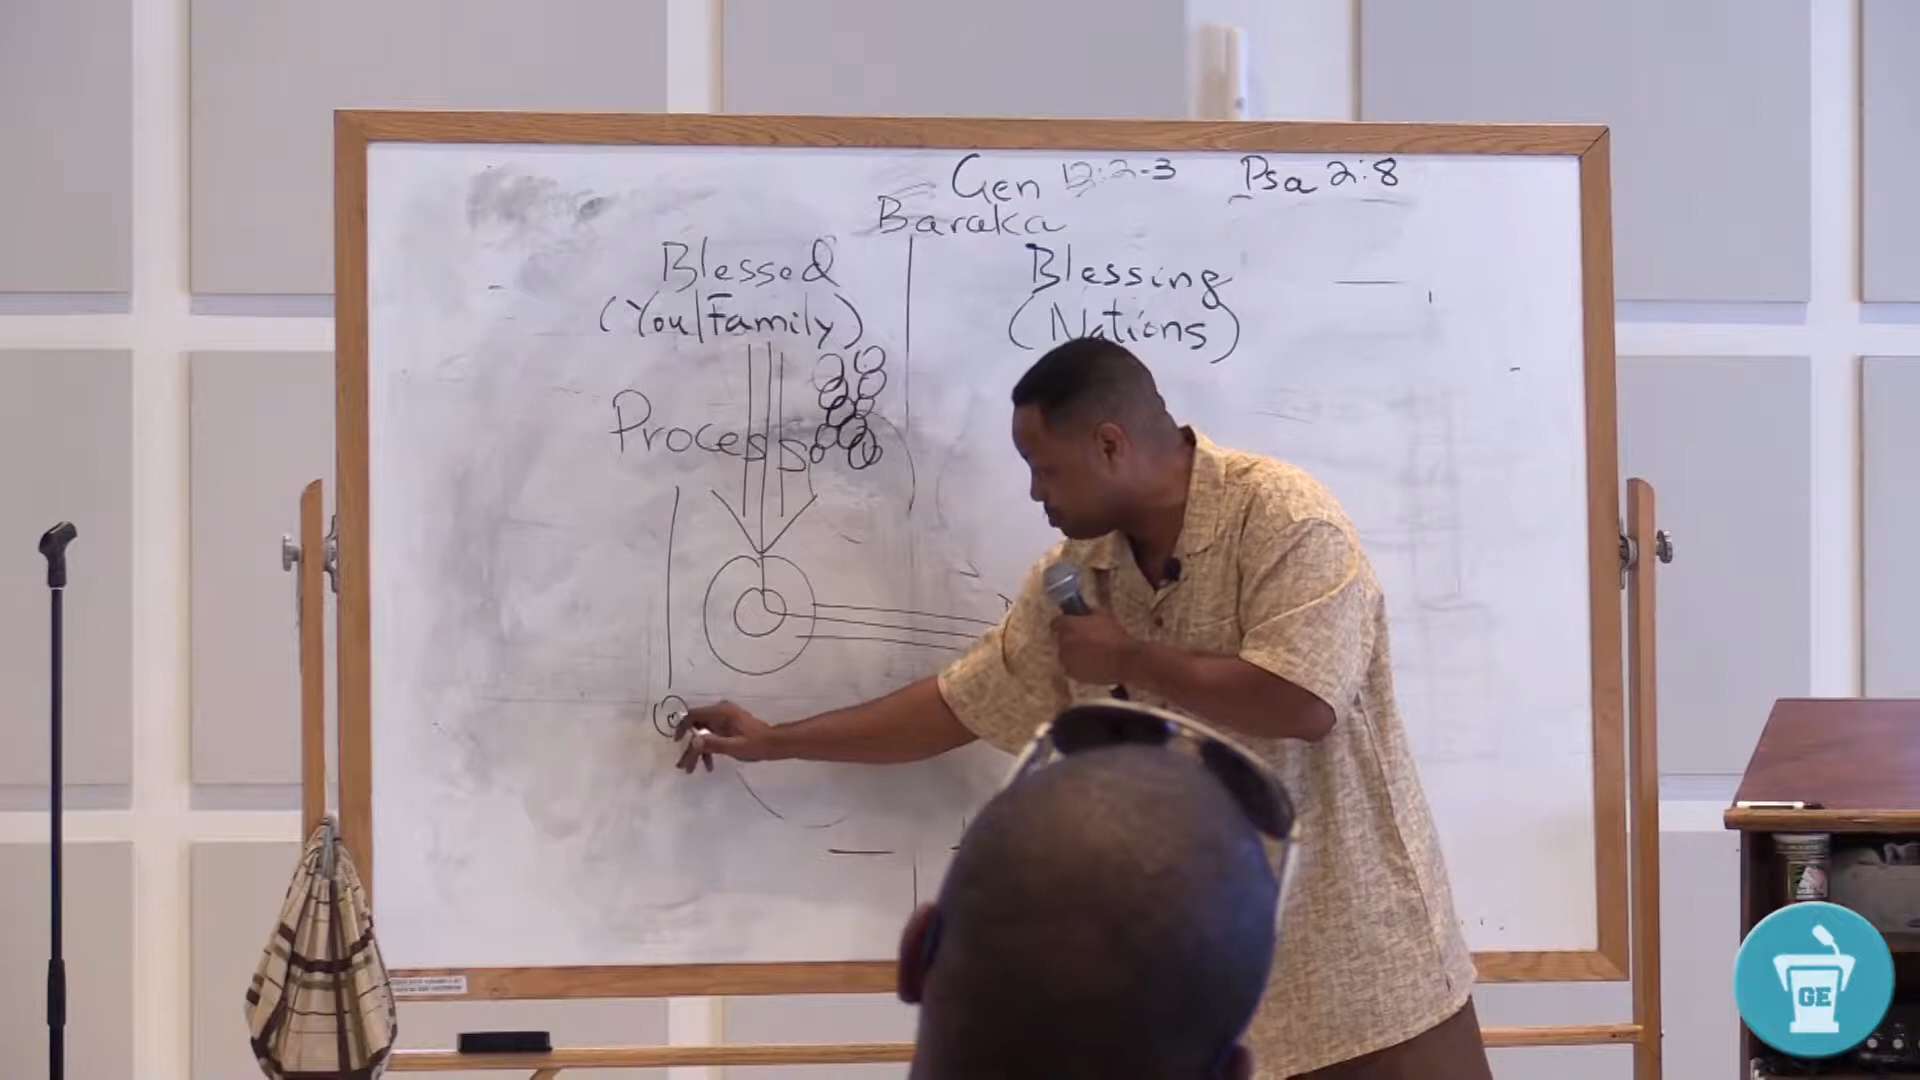 Gen 12:2-3 Psa 2:8
Baraka
Blessed
(You/Family)
Blessing
(Nations)
Process
GE